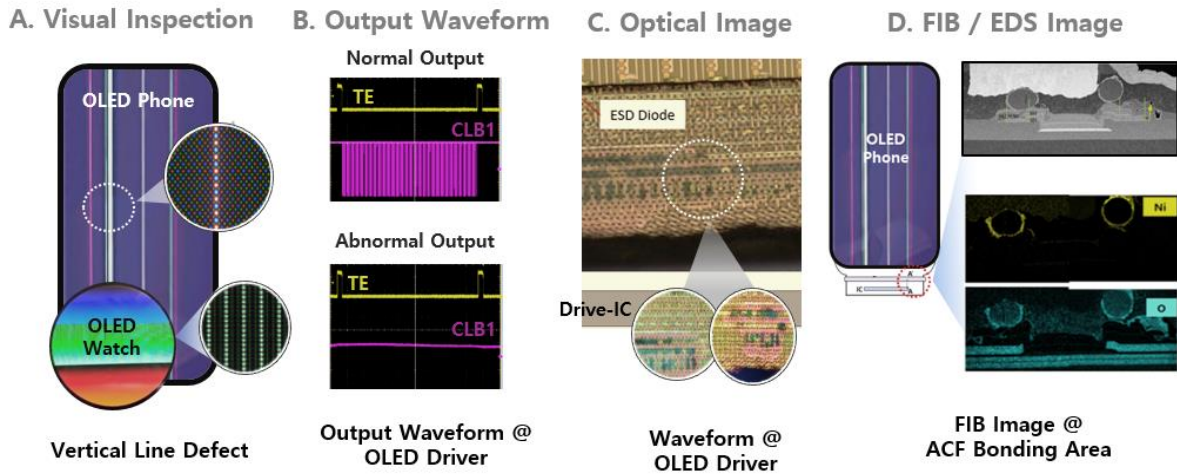 A. Visual Inspection
B. Output Waveform
C. Optical Image
D. FIB / EDS Image
OLED Phone
OLED
Watch
Vertical Line Defect
Normal Output
TE
CLB1
Abnormal Output
TE
CLB1
Output Waveform @
OLED Driver
ESD Diode
Drive-IC
Waveform @
OLED Driver
OLED
Phone
IC
A'
A
Ni
O
FIB Image @
ACF Bonding Area